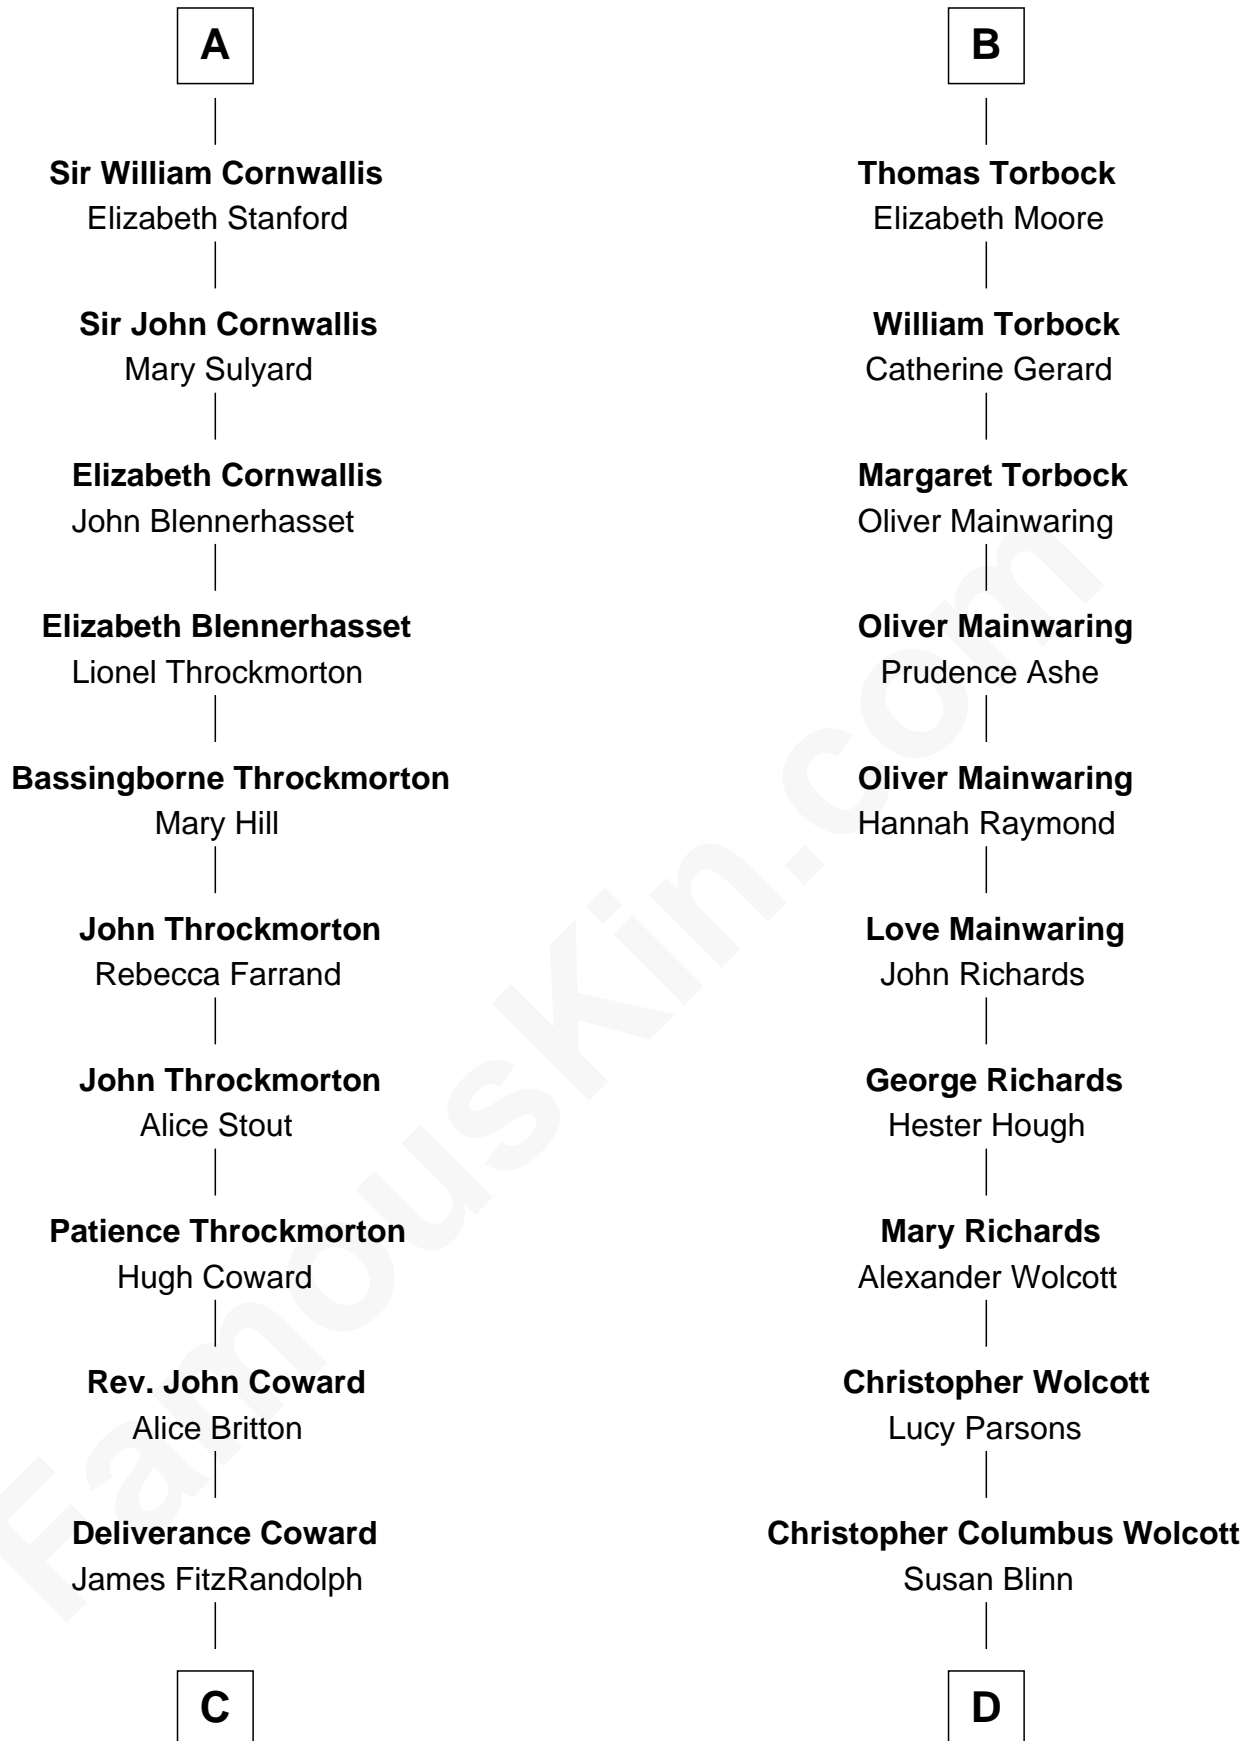 A
Sir William Cornwallis
Elizabeth Stanford
Sir John Cornwallis
Mary Sulyard
Elizabeth Cornwallis
John Blennerhasset
Elizabeth Blennerhasset
Lionel Throckmorton
Bassingborne Throckmorton
Mary Hill
John Throckmorton
Rebecca Farrand
John Throckmorton
Alice Stout
Patience Throckmorton
Hugh Coward
Rev. John Coward
Alice Britton
Deliverance Coward
James FitzRandolph
C
B
Thomas Torbock
Elizabeth Moore
William Torbock
Catherine Gerard
Margaret Torbock
Oliver Mainwaring
Oliver Mainwaring
Prudence Ashe
Oliver Mainwaring
Hannah Raymond
Love Mainwaring
John Richards
George Richards
Hester Hough
Mary Richards
Alexander Wolcott
Christopher Wolcott
Lucy Parsons
Christopher Columbus Wolcott
Susan Blinn
D
FamousKin.com